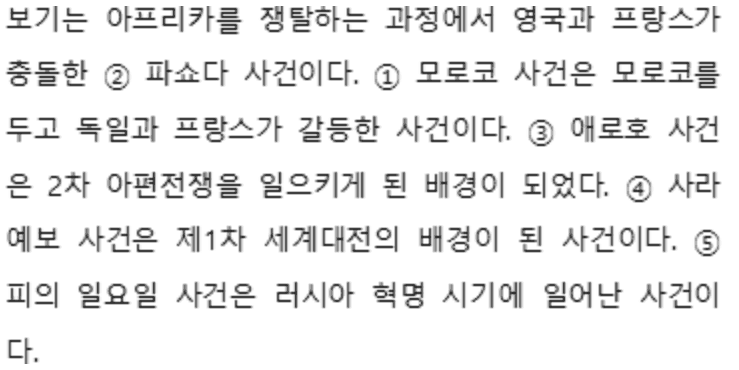 보기는 아프리카를 쟁탈하는 과정에서 영국과 프랑스가
충돌한 ② 파쇼다 사건이다. ① 모로코 사건은 모로코를
두고 독일과 프랑스가 갈등한 사건이다. ③ 애로호 사건
은 2차 아편전쟁을 일으키게 된 배경이 되었다. ④ 사라
예보 사건은 제1차 세계대전의 배경이 된 사건이다. ⑤
피의 일요일 사건은 러시아 혁명 시기에 일어난 사건이
다.